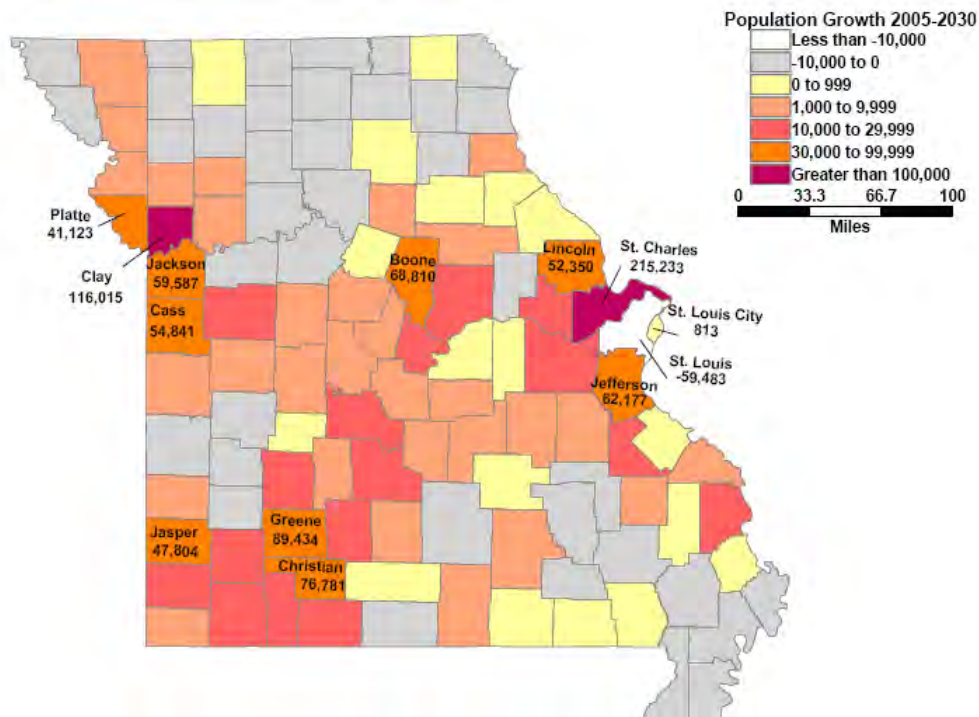 Population Growth 2005-2030
Less than -10,000
-10,000 to 0
0 to 999
1,000 to 9,999
10,000 to 29,999
30,000 to 99,999
Greater than 100,000
0 33.3 66.7 100
Miles
Platte
41,123
Clay
116,015
Jackson
59,587
Cass
54,841
Boone
68,810
Lincoln
52,350
St. Charles
215,233
St. Louis City
813
St. Louis
-59,483
Jefferson
62,177
Jasper
47,804
Greene
89,434
Christian
76,781